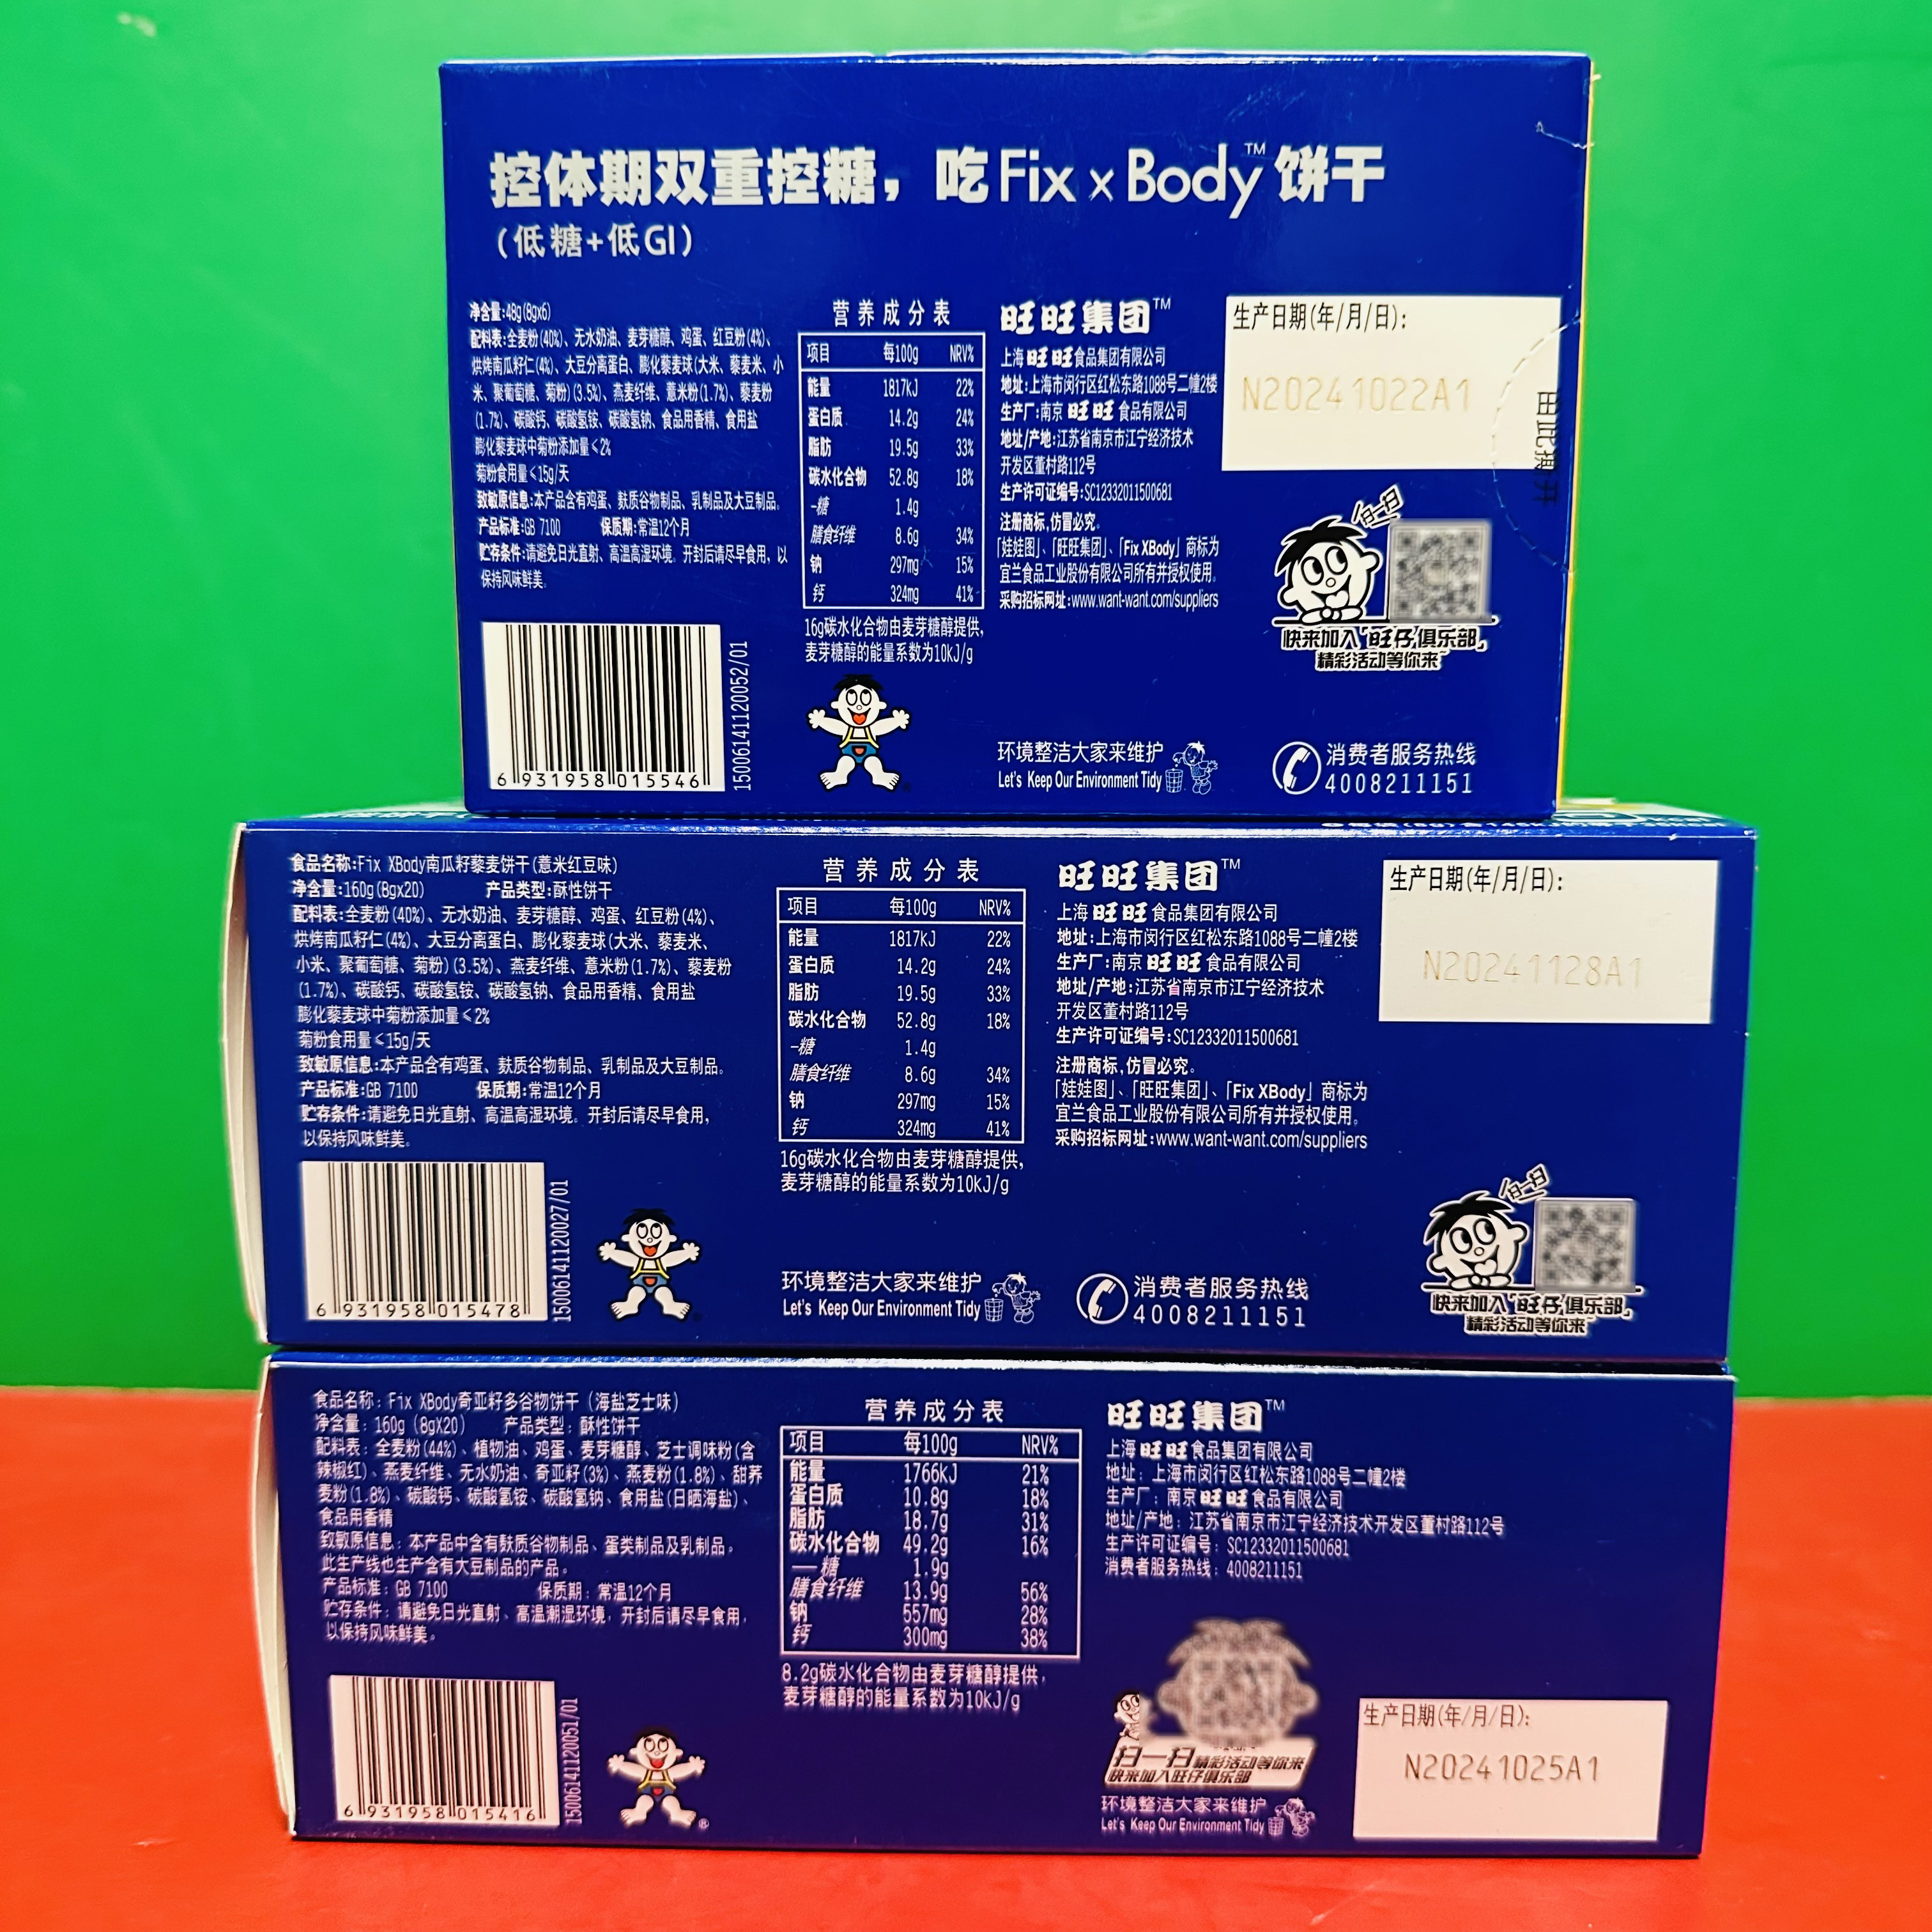 控体期双重控糖，吃Fix x Body™饼干
（低糖+低GI）
净含量:48g(8gx6)
配料表:全麦粉(40%)、无水奶油、麦芽糖醇、鸡蛋、红豆粉(4%)、
烘烤南瓜籽仁(4%)、大豆分离蛋白、膨化藜麦球(大米、藜麦米、小
米、聚葡萄糖、菊粉)(3.5%)、燕麦纤维、薏米粉(1.7%)、藜麦粉
(1.7%)、碳酸钙、碳酸氢铵、碳酸氢钠、食品用香精、食用盐
膨化藜麦球中菊粉添加量≤2%
菊粉食用量≤15g/天
致敏原信息:本产品含有鸡蛋、麸质谷物制品、乳制品及大豆制品。
产品标准:GB 7100 保质期:常温12个月
贮存条件:请避免日光直射、高温高湿环境。开封后请尽早食用，以
保持风味鲜美。
6 931958 015546
15006141120052/01
营养成分表
项目 每100g NRV%
能量 1817kJ 22%
蛋白质 14.2g 24%
脂肪 19.5g 33%
碳水化合物 52.8g 18%
-糖 1.4g
膳食纤维 8.6g 34%
钠 297mg 15%
钙 324mg 41%
16g碳水化合物由麦芽糖醇提供，
麦芽糖醇的能量系数为10kJ/g
旺旺集团™
上海旺旺食品集团有限公司
地址:上海市闵行区红松东路1088号二幢2楼
生产厂:南京旺旺食品有限公司
地址/产地:江苏省南京市江宁经济技术
开发区董村路112号
生产许可证编号:SC12332011500681
注册商标,仿冒必究。
「娃娃图」、「旺旺集团」、「Fix XBody」商标为
宜兰食品工业股份有限公司所有并授权使用。
采购招标网址:www.want-want.com/suppliers
环境整洁大家来维护
Let's Keep Our Environment Tidy
生产日期(年/月/日):
N20241022A1
扫一扫
快来加入「旺仔俱乐部」
精彩活动等你来
消费者服务热线
4008211151
食品名称:Fix XBody南瓜籽藜麦饼干(薏米红豆味)
净含量:160g(8gx20) 产品类型:酥性饼干
配料表:全麦粉(40%)、无水奶油、麦芽糖醇、鸡蛋、红豆粉(4%)、
烘烤南瓜籽仁(4%)、大豆分离蛋白、膨化藜麦球(大米、藜麦米、
小米、聚葡萄糖、菊粉)(3.5%)、燕麦纤维、薏米粉(1.7%)、藜麦粉
(1.7%)、碳酸钙、碳酸氢铵、碳酸氢钠、食品用香精、食用盐
膨化藜麦球中菊粉添加量≤2%
菊粉食用量≤15g/天
致敏原信息:本产品含有鸡蛋、麸质谷物制品、乳制品及大豆制品。
产品标准:GB 7100 保质期:常温12个月
贮存条件:请避免日光直射、高温高湿环境。开封后请尽早食用，
以保持风味鲜美。
6 931958 015478
15006141120027/01
营养成分表
项目 每100g NRV%
能量 1817kJ 22%
蛋白质 14.2g 24%
脂肪 19.5g 33%
碳水化合物 52.8g 18%
-糖 1.4g
膳食纤维 8.6g 34%
钠 297mg 15%
钙 324mg 41%
16g碳水化合物由麦芽糖醇提供，
麦芽糖醇的能量系数为10kJ/g
环境整洁大家来维护
Let's Keep Our Environment Tidy
旺旺集团™
上海旺旺食品集团有限公司
地址:上海市闵行区红松东路1088号二幢2楼
生产厂:南京旺旺食品有限公司
地址/产地:江苏省南京市江宁经济技术
开发区董村路112号
生产许可证编号:SC12332011500681
注册商标,仿冒必究。
「娃娃图」、「旺旺集团」、「Fix XBody」商标为
宜兰食品工业股份有限公司所有并授权使用。
采购招标网址:www.want-want.com/suppliers
消费者服务热线
4008211151
生产日期(年/月/日):
N20241128A1
扫一扫
快来加入「旺仔俱乐部」
精彩活动等你来
食品名称：Fix XBody奇亚籽多谷物饼干（海盐芝士味）
净含量：160g（8gX20） 产品类型：酥性饼干
配料表：全麦粉(44%)、植物油、鸡蛋、麦芽糖醇、芝士调味粉(含
辣椒红)、燕麦纤维、无水奶油、奇亚籽(3%)、燕麦粉(1.8%)、甜荞
麦粉(1.8%)、碳酸钙、碳酸氢铵、碳酸氢钠、食用盐(日晒海盐)、
食品用香精
致敏原信息：本产品中含有麸质谷物制品、蛋类制品及乳制品。
此生产线也生产含有大豆制品的产品。
产品标准：GB 7100 保质期：常温12个月
贮存条件：请避免日光直射、高温潮湿环境，开封后请尽早食用，
以保持风味鲜美。
6 931958 015416
15006141120051/01
营养成分表
项目 每100g NRV%
能量 1766kJ 21%
蛋白质 10.8g 18%
脂肪 18.7g 31%
碳水化合物 49.2g 16%
—糖 1.9g
膳食纤维 13.9g 56%
钠 557mg 28%
钙 300mg 38%
8.2g碳水化合物由麦芽糖醇提供，
麦芽糖醇的能量系数为10kJ/g
旺旺集团™
上海旺旺食品集团有限公司
地址：上海市闵行区红松东路1088号二幢2楼
生产厂：南京旺旺食品有限公司
地址/产地：江苏省南京市江宁经济技术开发区董村路112号
生产许可证编号：SC12332011500681
消费者服务热线：4008211151
扫一扫 精彩活动等你来
快来加入旺仔俱乐部
环境整洁大家来维护
Let's Keep Our Environment Tidy
生产日期(年/月/日):
N20241025A1